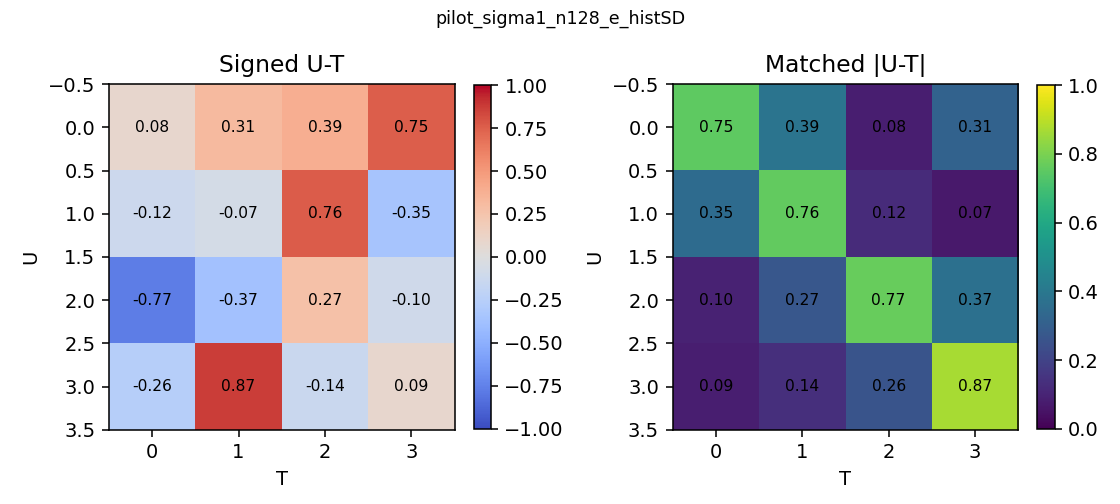 pilot_sigma1_n128_e_histSD
Signed U-T
−0.5
0.0
0.5
1.0
1.5
2.0
2.5
3.0
3.5
U
0.08 0.31 0.39 0.75
-0.12 -0.07 0.76 -0.35
-0.77 -0.37 0.27 -0.10
-0.26 0.87 -0.14 0.09
0 1 2 3
T
1.00
0.75
0.50
0.25
0.00
−0.25
−0.50
−0.75
−1.00
Matched |U-T|
−0.5
0.0
0.5
1.0
1.5
2.0
2.5
3.0
3.5
U
0.75 0.39 0.08 0.31
0.35 0.76 0.12 0.07
0.10 0.27 0.77 0.37
0.09 0.14 0.26 0.87
0 1 2 3
T
1.0
0.8
0.6
0.4
0.2
0.0